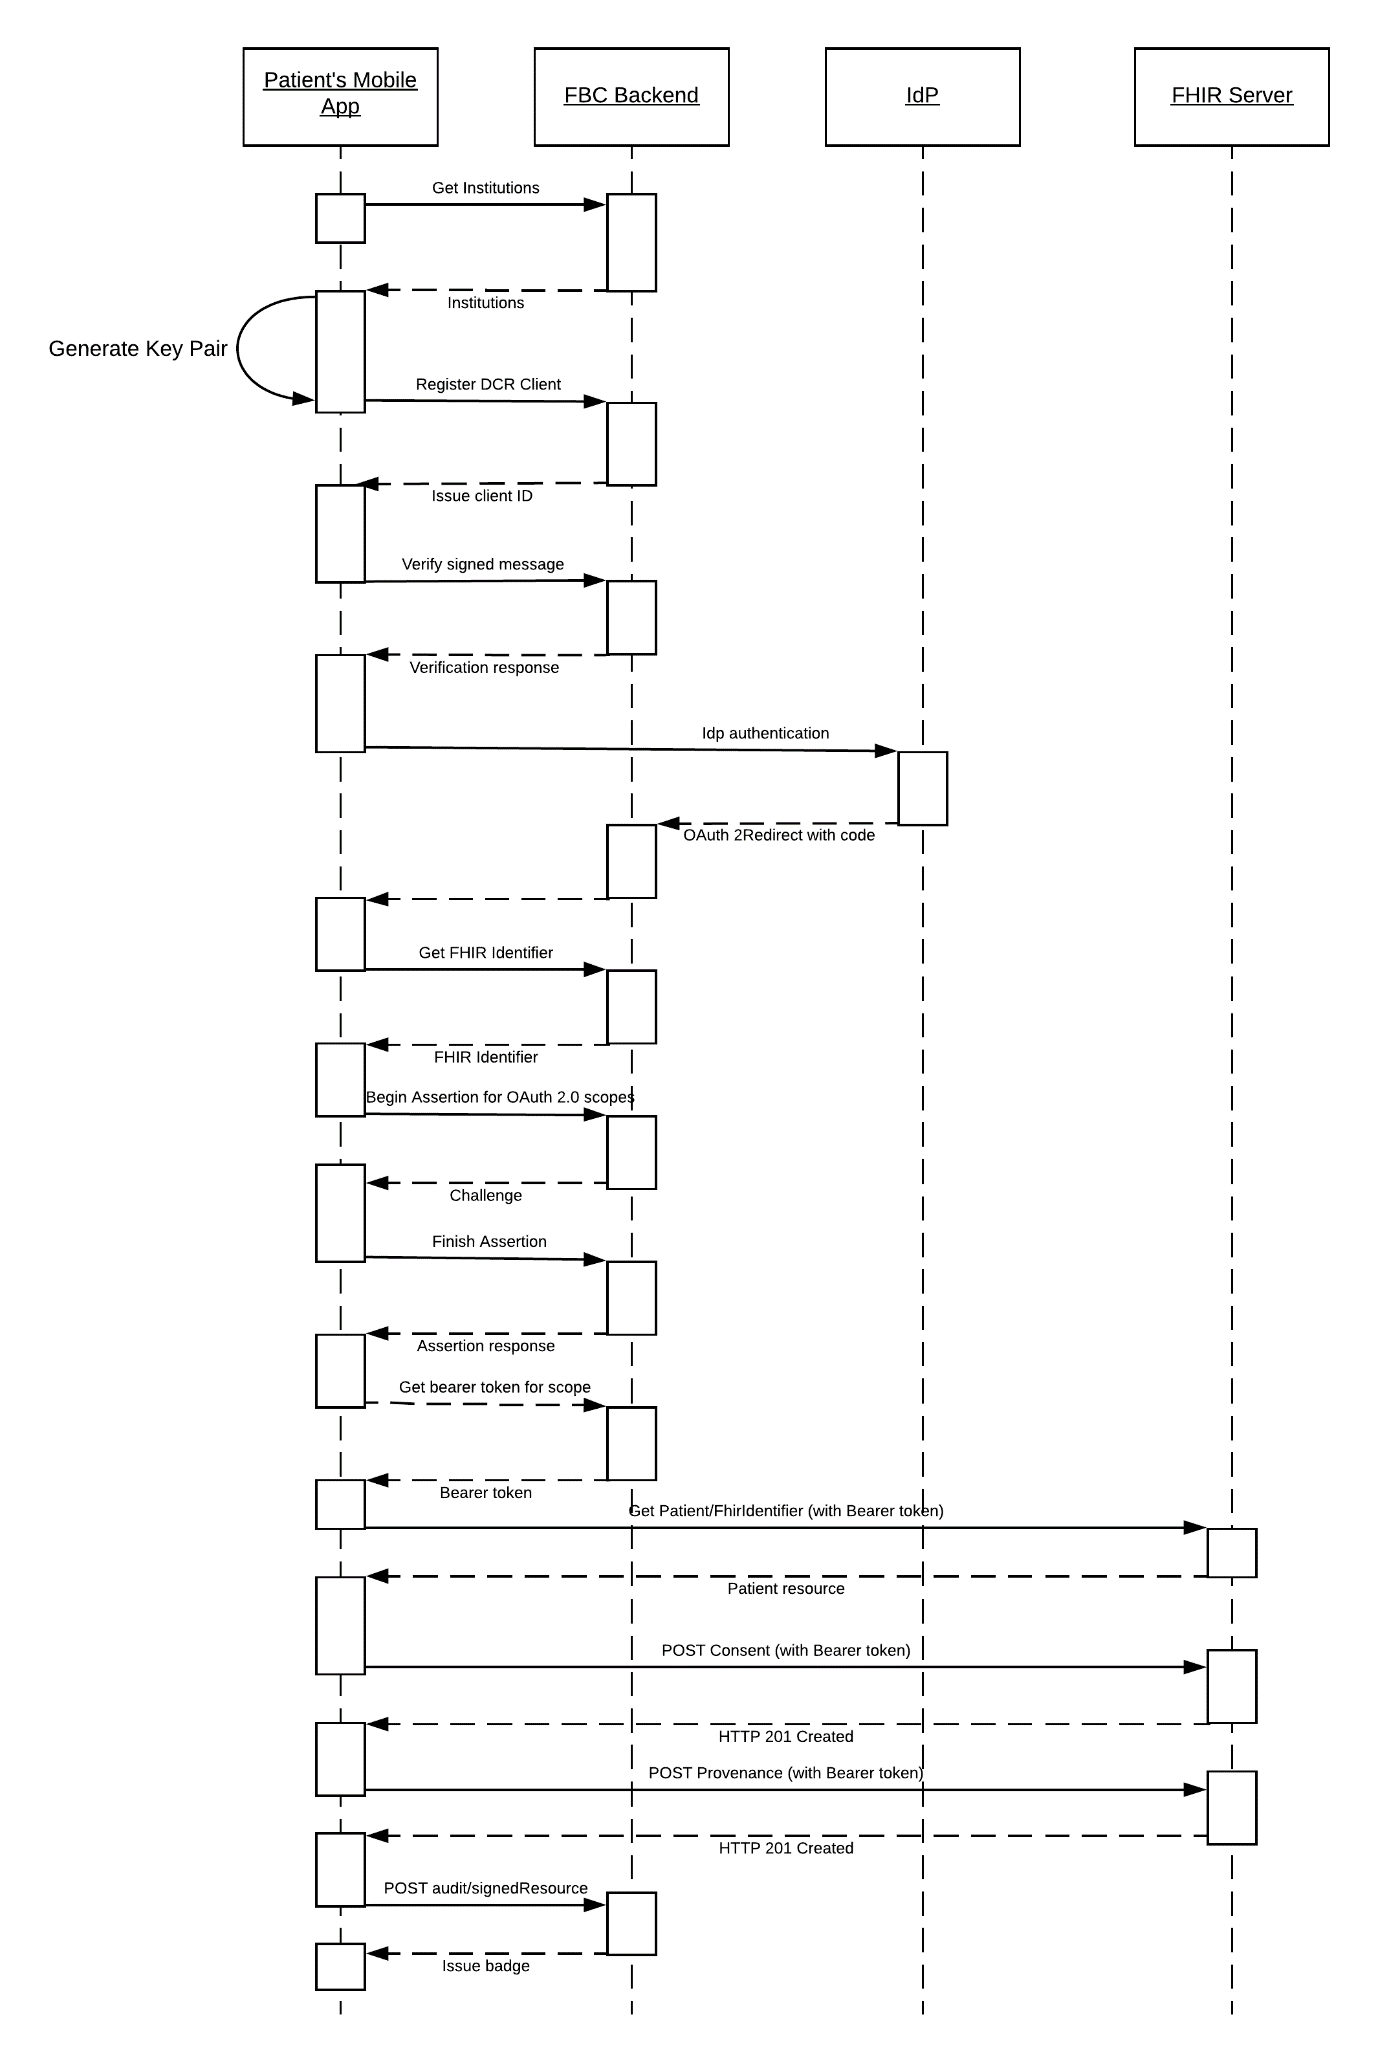 Patient's Mobile
App
FBC Backend
IdP
FHIR Server
Get Institutions
Institutions
Generate Key Pair
Register DCR Client
Issue client ID
Verify signed message
Verification response
Idp authentication
OAuth 2Redirect with code
Get FHIR Identifier
FHIR Identifier
Begin Assertion for OAuth 2.0 scopes
Challenge
Finish Assertion
Assertion response
Get bearer token for scope
Bearer token
Get Patient/FhirIdentifier (with Bearer token)
Patient resource
POST Consent (with Bearer token)
HTTP 201 Created
POST Provenance (with Bearer token)
HTTP 201 Created
POST audit/signedResource
Issue badge